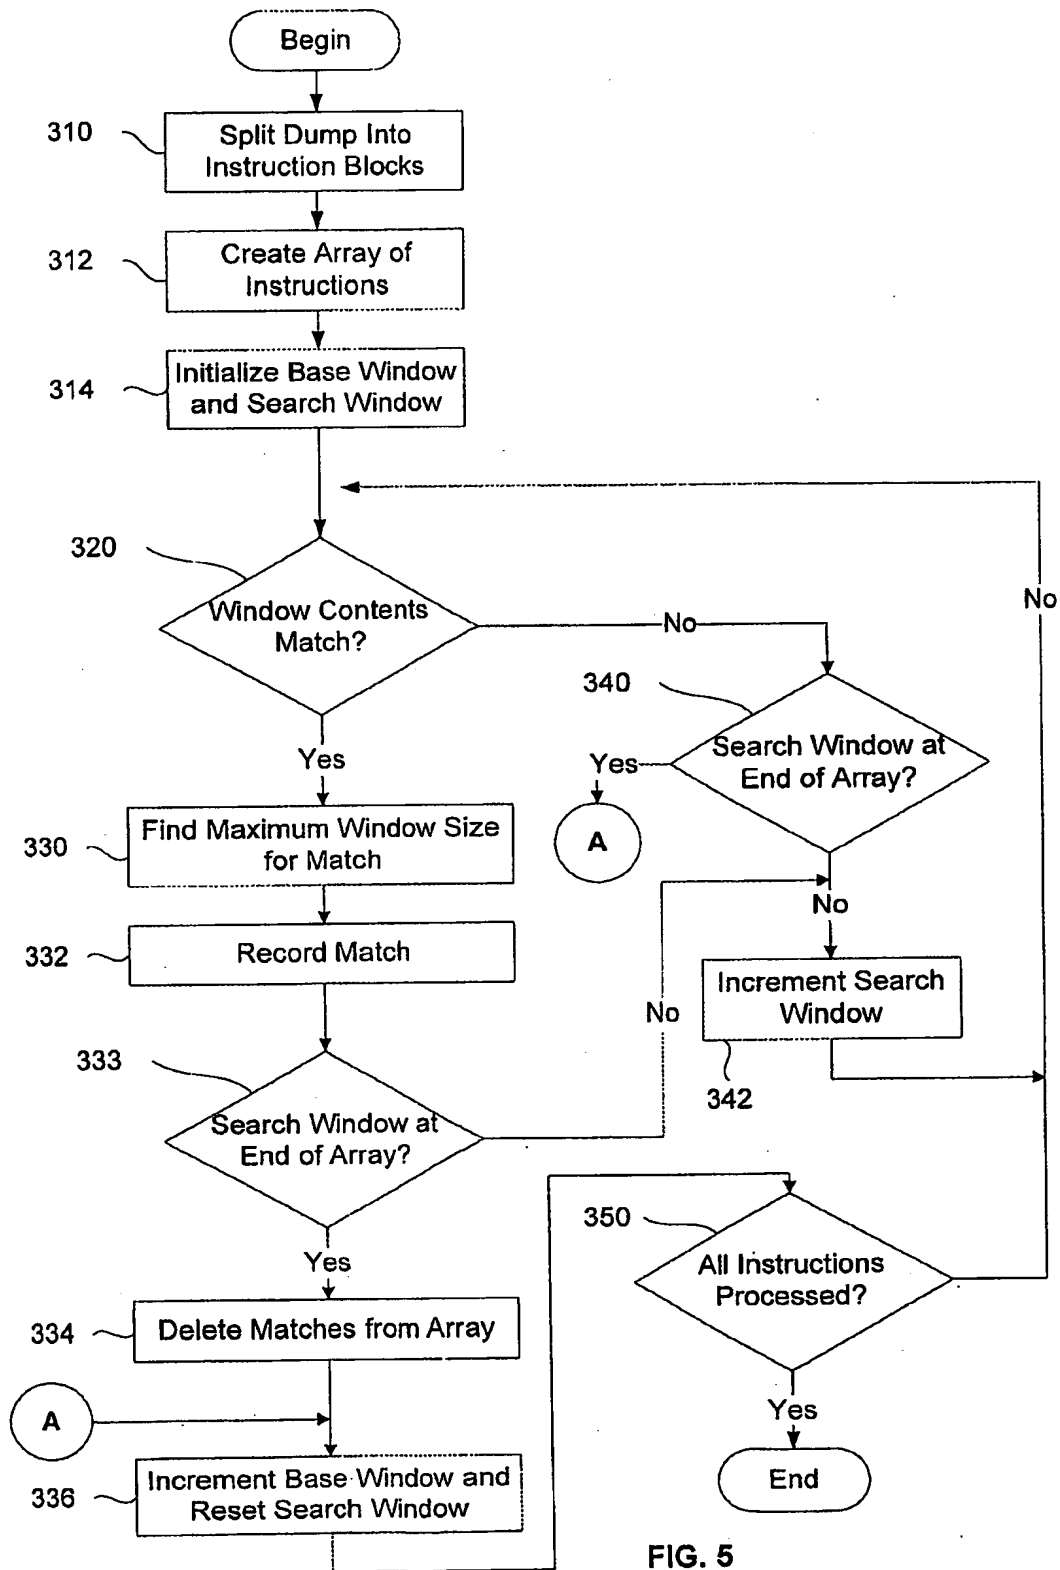 Begin
310
Split Dump Into
Instruction Blocks
312
Create Array of
Instructions
314
Initialize Base Window
and Search Window
320
Window Contents
Match?
No
No
340
Search Window at
End of Array?
Yes
A
Yes
330
Find Maximum Window Size
for Match
No
332
Record Match
Increment Search
Window
342
No
333
Search Window at
End of Array?
350
All Instructions
Processed?
Yes
334
Delete Matches from Array
A
Yes
336
Increment Base Window and
Reset Search Window
End
FIG. 5